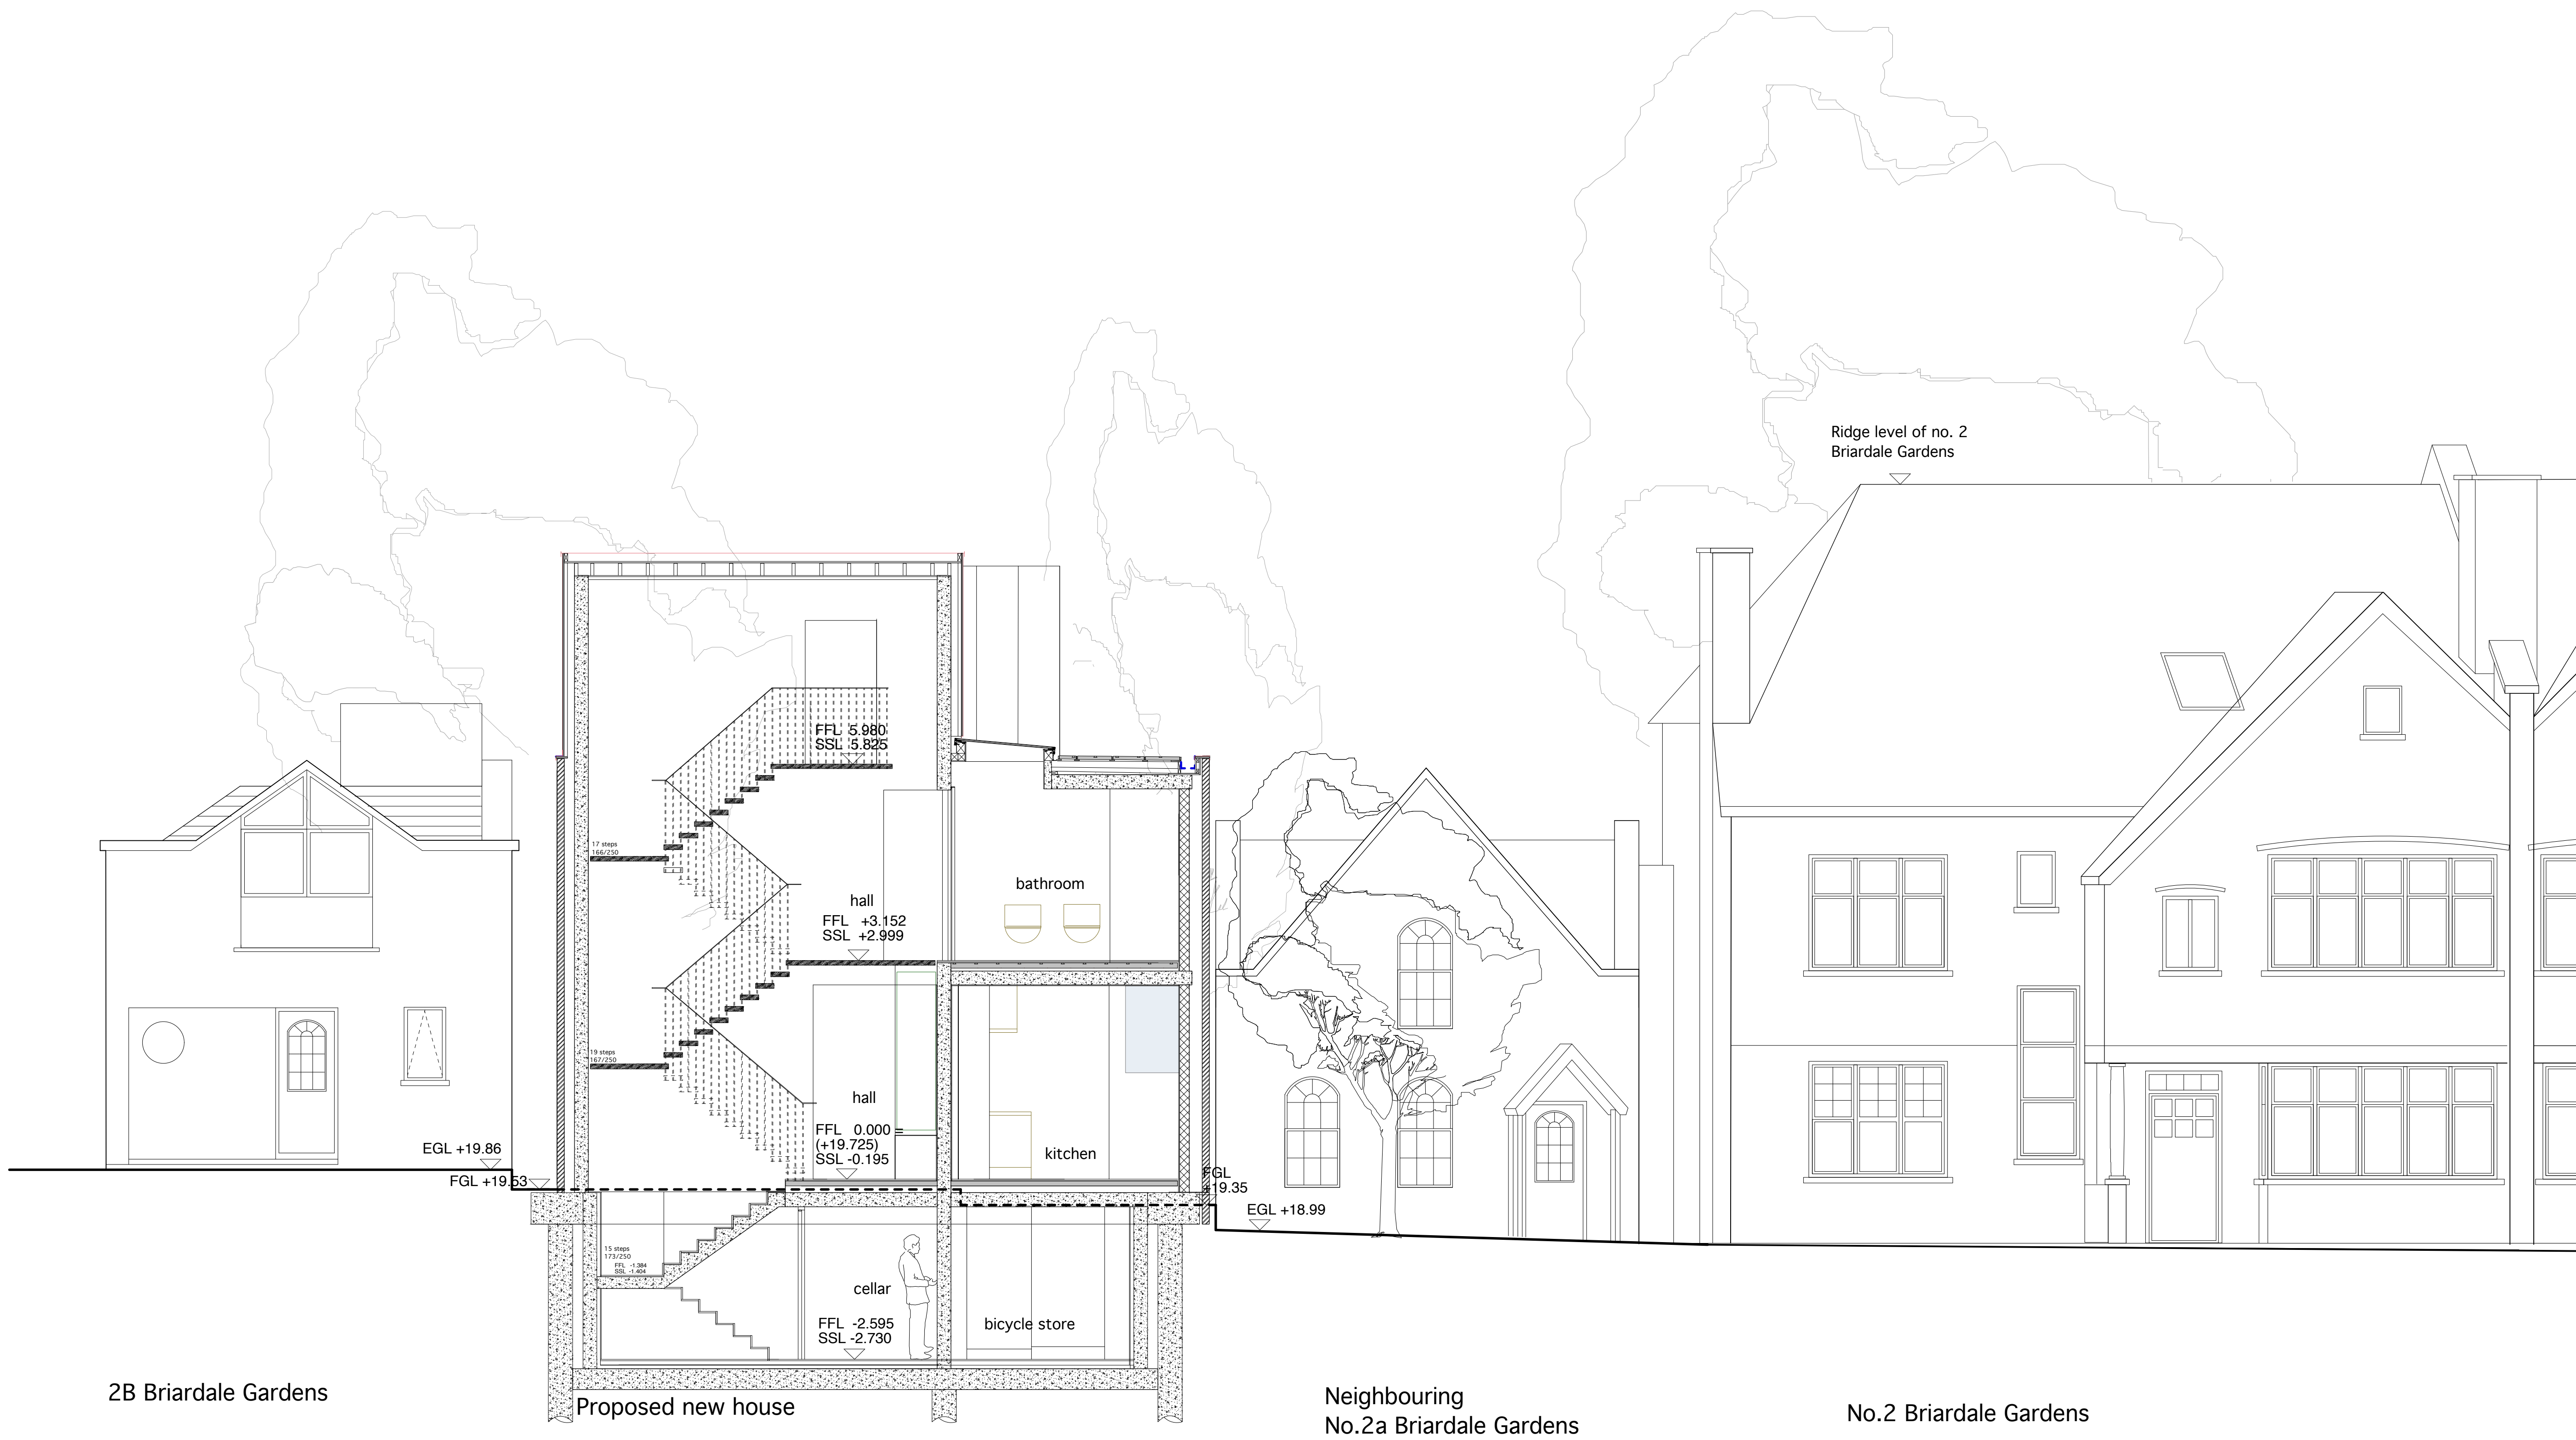 Ridge level of no. 2
Briardale Gardens
FFL 5.980
SSL 5.825
17 steps
166/250
bathroom
hall
FFL +3.152
SSL +2.999
19 steps
167/250
hall
FFL 0.000
(+19.725)
SSL -0.195
kitchen
EGL +19.86
FGL +19.53
FGL
+19.35
EGL +18.99
15 steps
173/250
FFL -1.384
SSL -1.404
cellar
FFL -2.595
SSL -2.730
bicycle store
2B Briardale Gardens
Proposed new house
Neighbouring
No.2a Briardale Gardens
No.2 Briardale Gardens